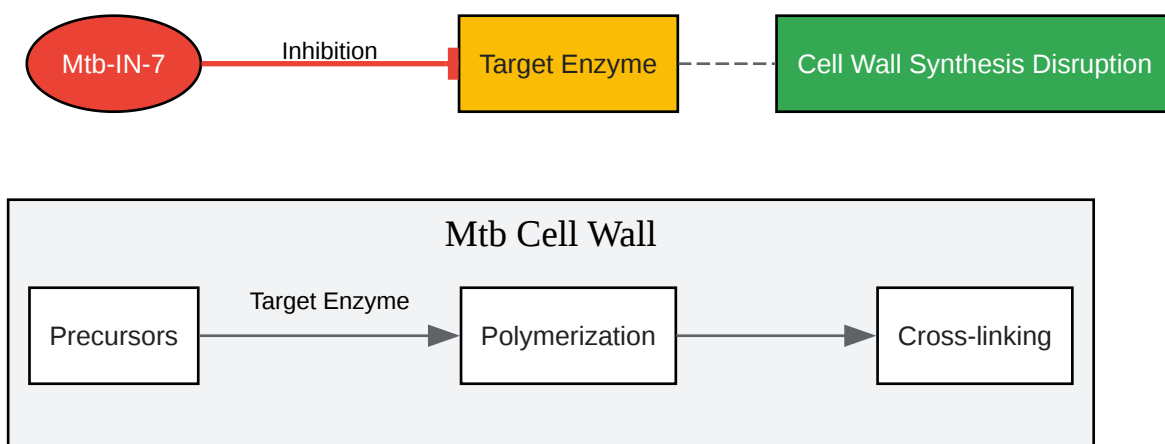 Mtb-IN-7
Inhibition
Target Enzyme
Cell Wall Synthesis Disruption
Mtb Cell Wall
Precursors
Target Enzyme
Polymerization
Cross-linking